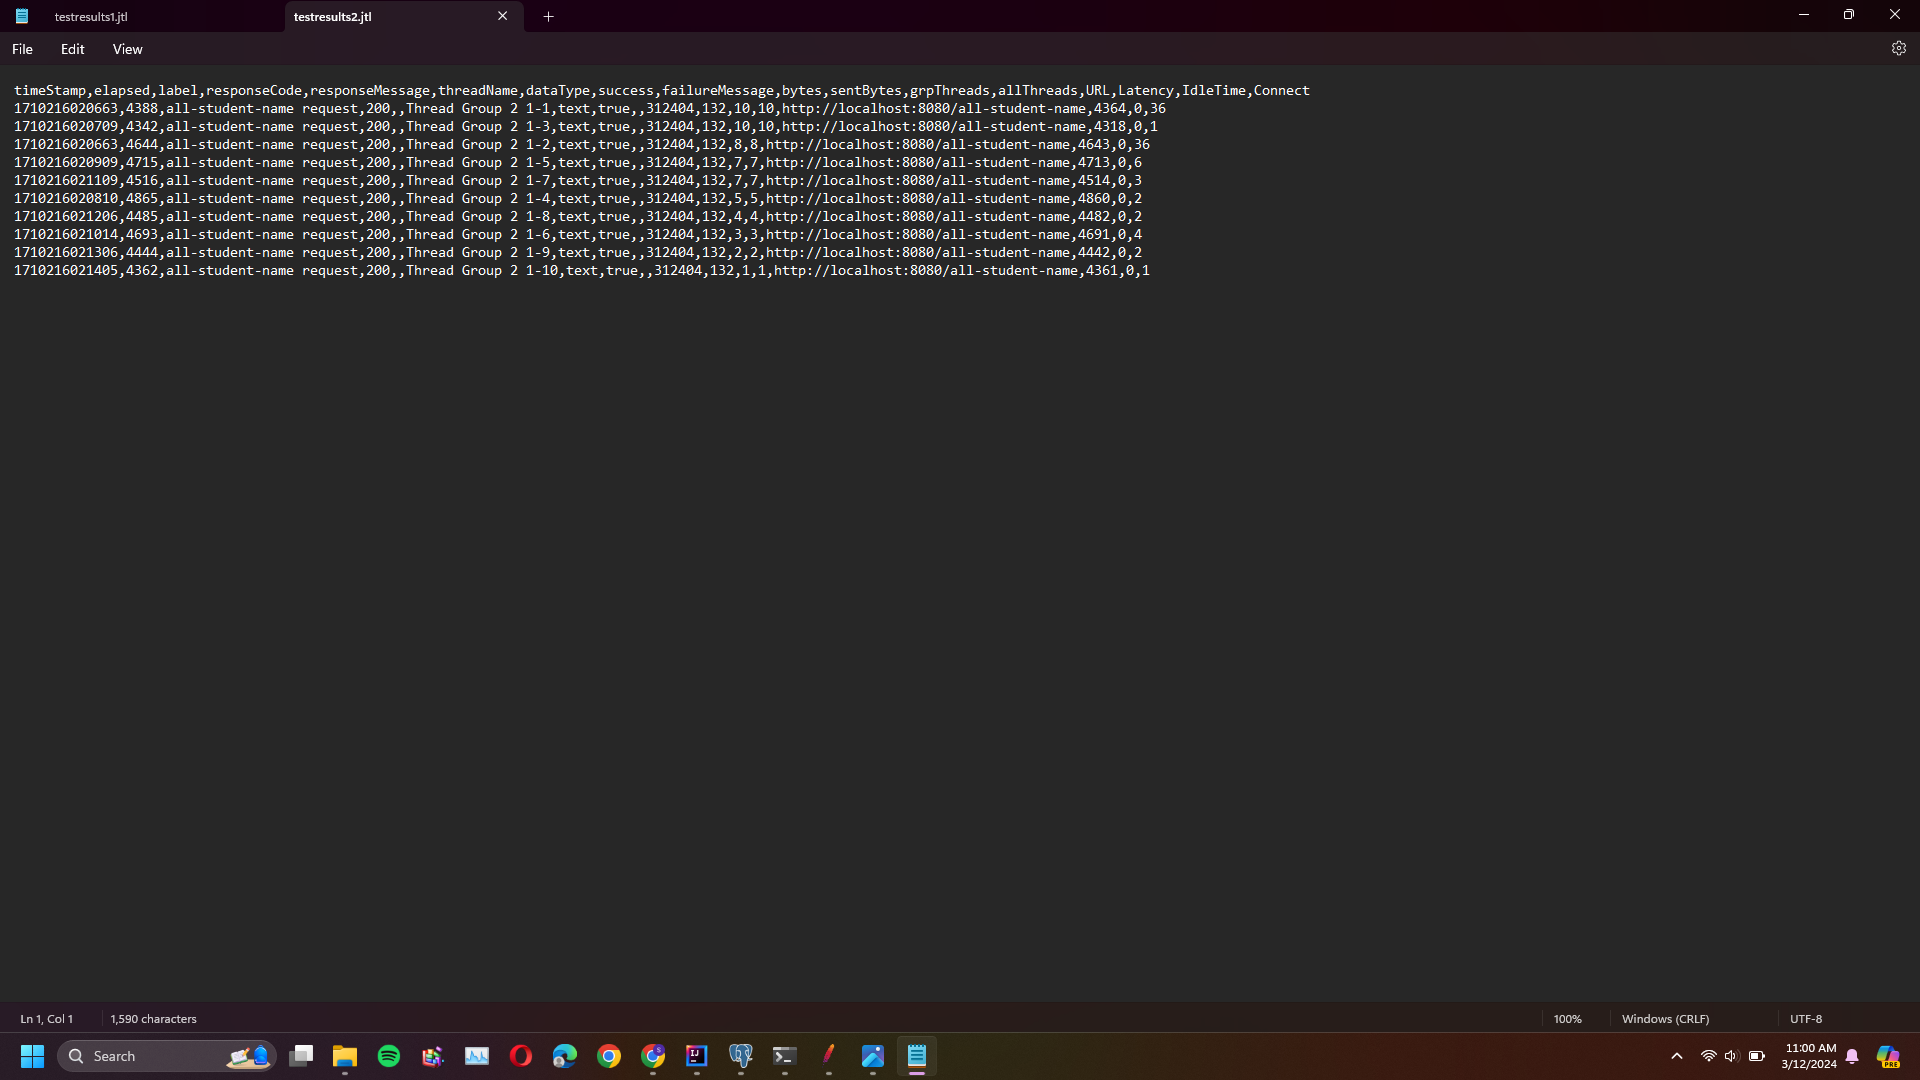 testresults1.jtl
testresults2.jtl
File Edit View
timeStamp,elapsed,label,responseCode,responseMessage,threadName,dataType,success,failureMessage,bytes,sentBytes,grpThreads,allThreads,URL,Latency,IdleTime,Connect
1710216020663,4388,all-student-name request,200,,Thread Group 2 1-1,text,true,,312404,132,10,10,http://localhost:8080/all-student-name,4364,0,36
1710216020709,4342,all-student-name request,200,,Thread Group 2 1-3,text,true,,312404,132,10,10,http://localhost:8080/all-student-name,4318,0,1
1710216020663,4644,all-student-name request,200,,Thread Group 2 1-2,text,true,,312404,132,8,8,http://localhost:8080/all-student-name,4643,0,36
1710216020909,4715,all-student-name request,200,,Thread Group 2 1-5,text,true,,312404,132,7,7,http://localhost:8080/all-student-name,4713,0,6
1710216021109,4516,all-student-name request,200,,Thread Group 2 1-7,text,true,,312404,132,7,7,http://localhost:8080/all-student-name,4514,0,3
1710216020810,4865,all-student-name request,200,,Thread Group 2 1-4,text,true,,312404,132,5,5,http://localhost:8080/all-student-name,4860,0,2
1710216021206,4485,all-student-name request,200,,Thread Group 2 1-8,text,true,,312404,132,4,4,http://localhost:8080/all-student-name,4482,0,2
1710216021014,4693,all-student-name request,200,,Thread Group 2 1-6,text,true,,312404,132,3,3,http://localhost:8080/all-student-name,4691,0,4
1710216021306,4444,all-student-name request,200,,Thread Group 2 1-9,text,true,,312404,132,2,2,http://localhost:8080/all-student-name,4442,0,2
1710216021405,4362,all-student-name request,200,,Thread Group 2 1-10,text,true,,312404,132,1,1,http://localhost:8080/all-student-name,4361,0,1
Ln 1, Col 1 1,590 characters 100% Windows (CRLF) UTF-8
Search
11:00 AM
3/12/2024
PRE